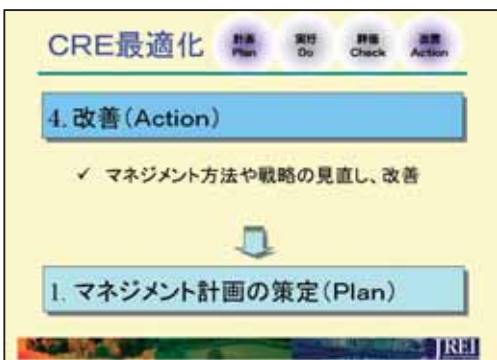 CRE最適化
計画 実行 評価 改善
Plan Do Check Action
4. 改善(Action)
✓ マネジメント方法や戦略の見直し、改善
1. マネジメント計画の策定(Plan)
JREI